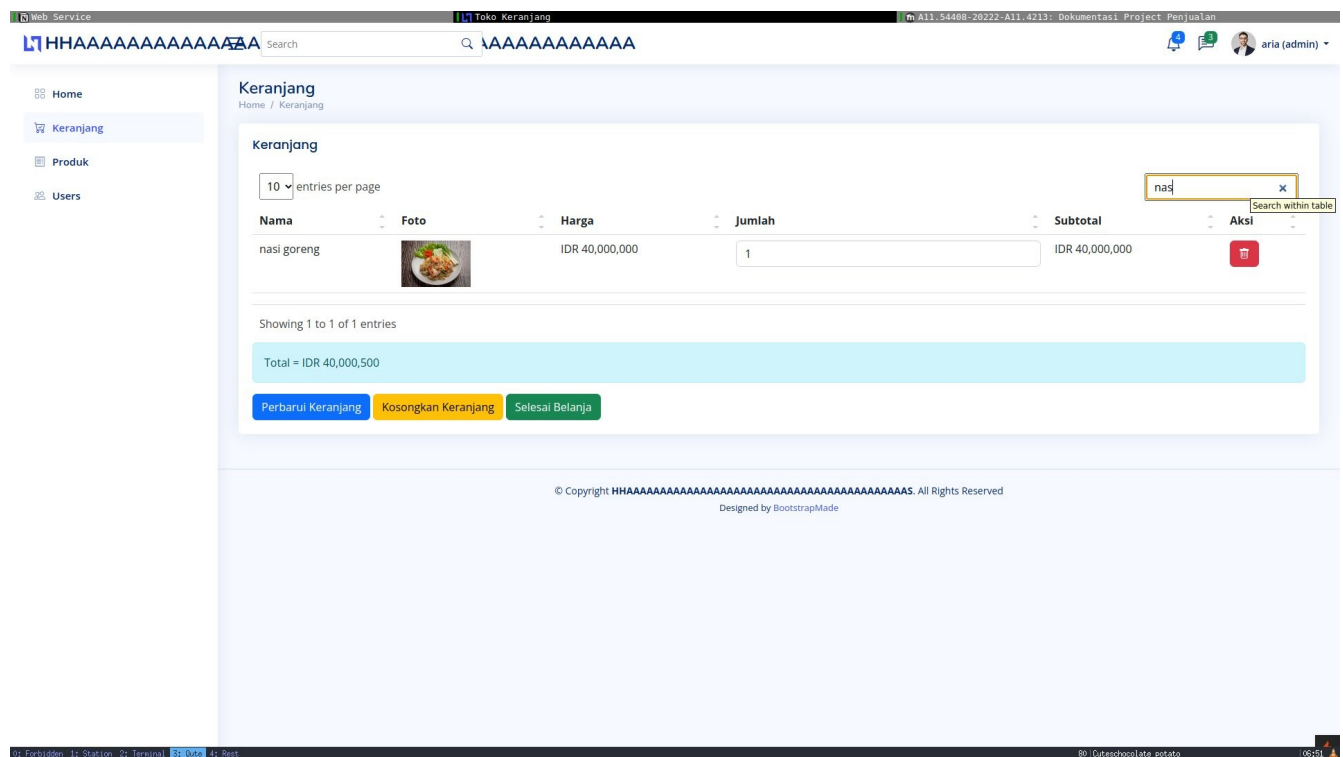 Web Service
Toko Keranjang
A11.54408-20222-A11.4213: Dokumentasi Project Penjualan
Search
4
3
aria (admin)
Home
Keranjang
Produk
Users
Keranjang
Home / Keranjang
Keranjang
10 entries per page
nas
Search within table
Nama Foto Harga Jumlah Subtotal Aksi
nasi goreng IDR 40,000,000 1 IDR 40,000,000
Showing 1 to 1 of 1 entries
Total = IDR 40,000,500
Perbarui Keranjang Kosongkan Keranjang Selesai Belanja
© Copyright
All Rights Reserved
Designed by BootstrapMade
0: Forbidden 1: Station 2: Terminal 3: Qute 4: Rest
80 Cuteschocolate potato 06:51